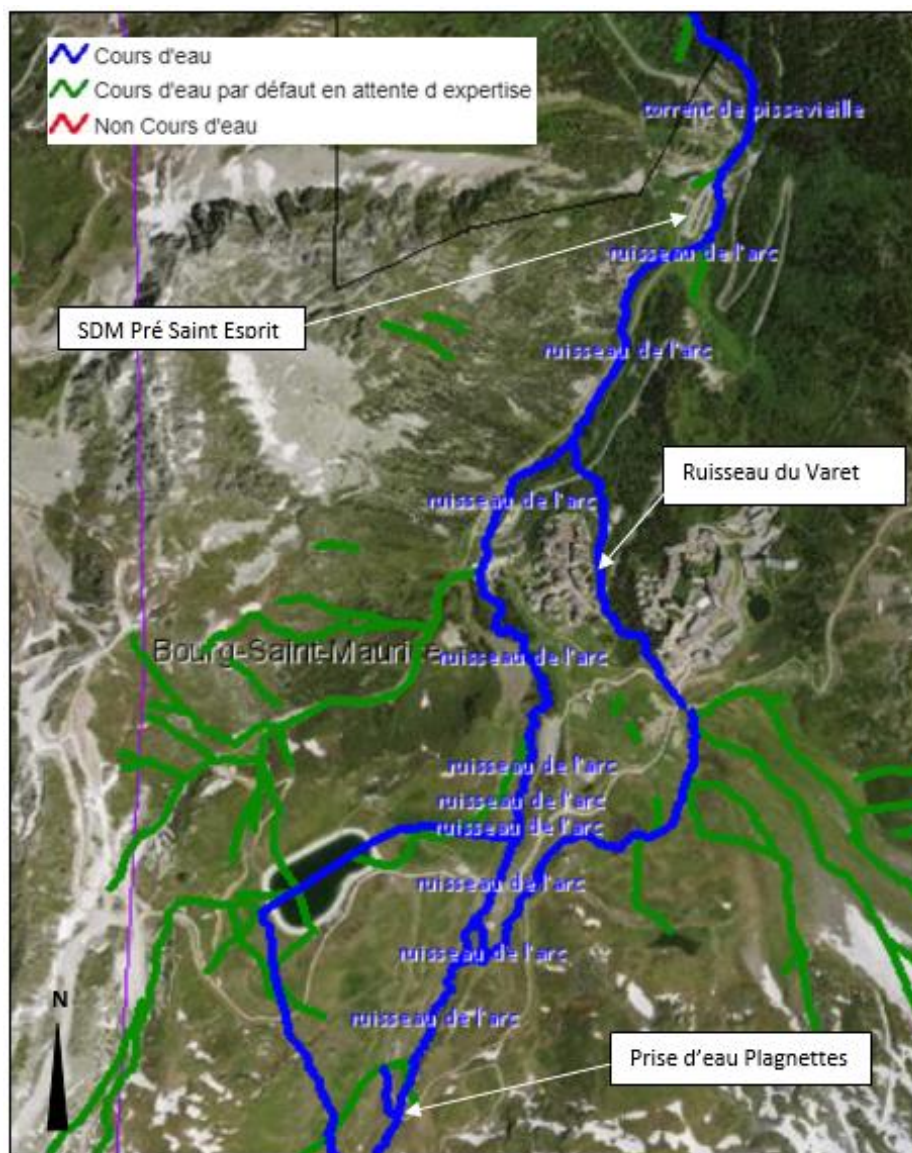 Cours d'eau
Cours d'eau par défaut en attente d expertise
Non Cours d'eau
torrent de pissevieille
ruisseau de l'arc
SDM Pré Saint Esprit
ruisseau de l'arc
Ruisseau du Varet
ruisseau de l'arc
Bourg-Saint-Maurice
ruisseau de l'arc
ruisseau de l'arc
ruisseau de l'arc
ruisseau de l'arc
ruisseau de l'arc
ruisseau de l'arc
N
ruisseau de l'arc
Prise d'eau Plagnettes